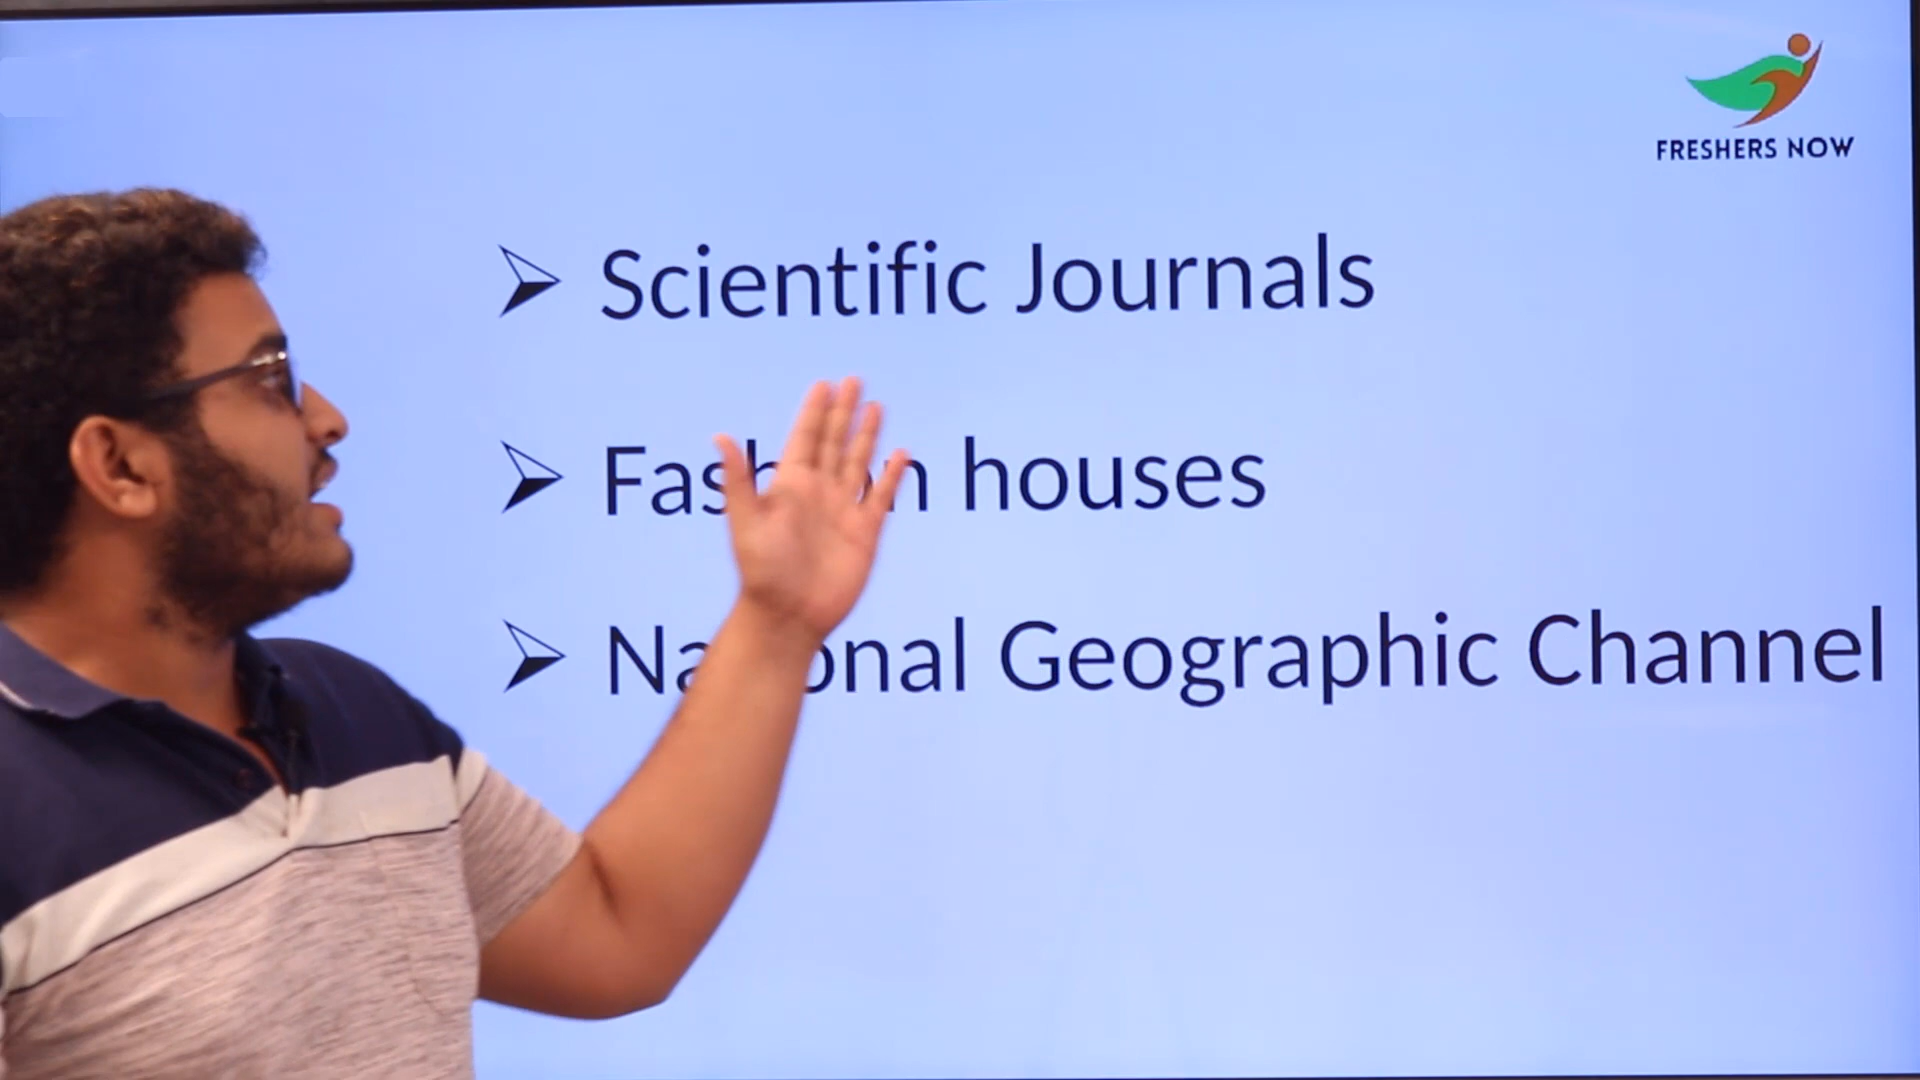 FRESHERS NOW
Scientific Journals
houses
Geographic Channel